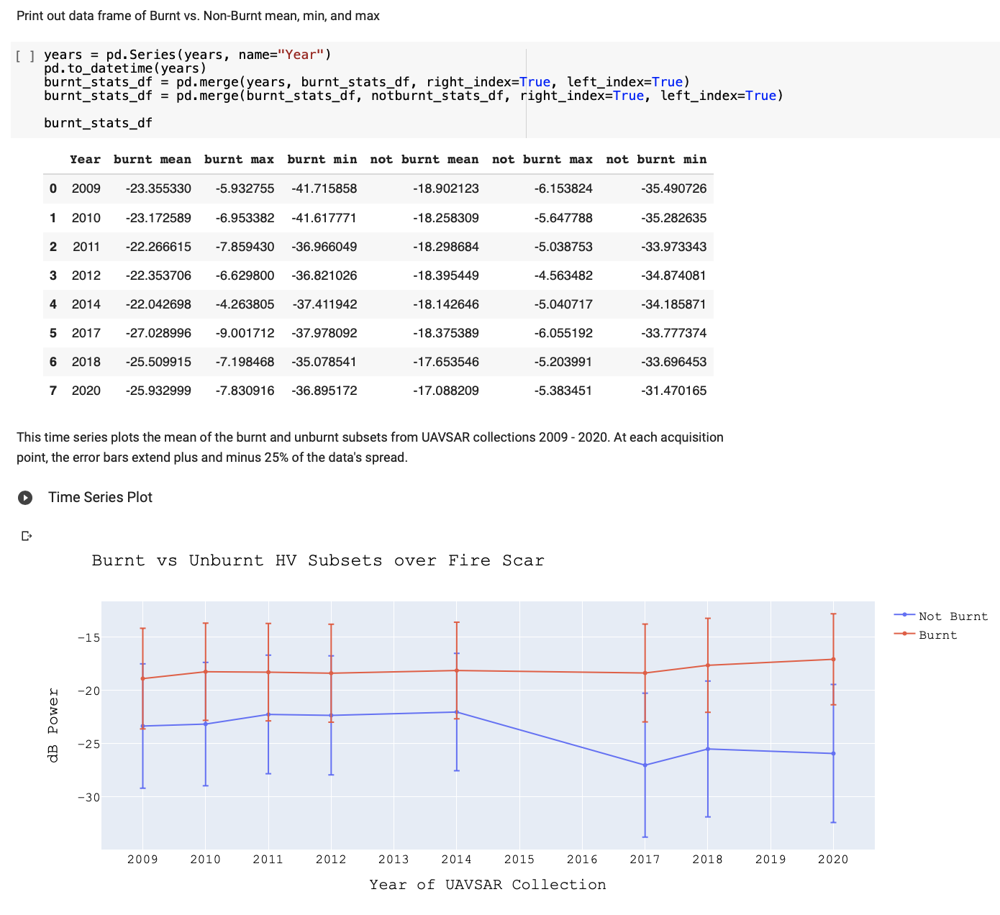 Print out data frame of Burnt vs. Non-Burnt mean, min, and max
[ ] years = pd.Series(years, name="Year")
pd.to_datetime(years)
burnt_stats_df = pd.merge(years, burnt_stats_df, right_index=True, left_index=True)
burnt_stats_df = pd.merge(burnt_stats_df, notburnt_stats_df, right_index=True, left_index=True)
burnt_stats_df
Year burnt mean burnt max burnt min not burnt mean not burnt max not burnt min
0 2009 -23.355330 -5.932755 -41.715858 -18.902123 -6.153824 -35.490726
1 2010 -23.172589 -6.953382 -41.617771 -18.258309 -5.647788 -35.282635
2 2011 -22.266615 -7.859430 -36.966049 -18.298684 -5.038753 -33.973343
3 2012 -22.353706 -6.629800 -36.821026 -18.395449 -4.563482 -34.874081
4 2014 -22.042698 -4.263805 -37.411942 -18.142646 -5.040717 -34.185871
5 2017 -27.028996 -9.001712 -37.978092 -18.375389 -6.055192 -33.777374
6 2018 -25.509915 -7.198468 -35.078541 -17.653546 -5.203991 -33.696453
7 2020 -25.932999 -7.830916 -36.895172 -17.088209 -5.383451 -31.470165
This time series plots the mean of the burnt and unburnt subsets from UAVSAR collections 2009 - 2020. At each acquisition
point, the error bars extend plus and minus 25% of the data's spread.
Time Series Plot
Burnt vs Unburnt HV Subsets over Fire Scar
Not Burnt
Burnt
−15
−20
−25
−30
dB Power
2009 2010 2011 2012 2013 2014 2015 2016 2017 2018 2019 2020
Year of UAVSAR Collection